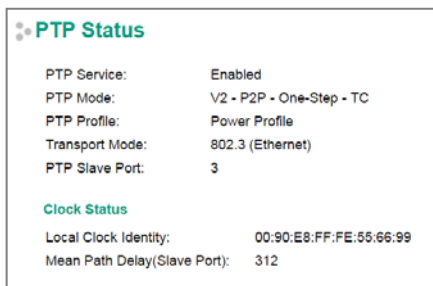 PTP Status
PTP Service: Enabled
PTP Mode: V2 - P2P - One-Step - TC
PTP Profile: Power Profile
Transport Mode: 802.3 (Ethernet)
PTP Slave Port: 3
Clock Status
Local Clock Identity: 00:90:E8:FF:FE:55:66:99
Mean Path Delay(Slave Port): 312